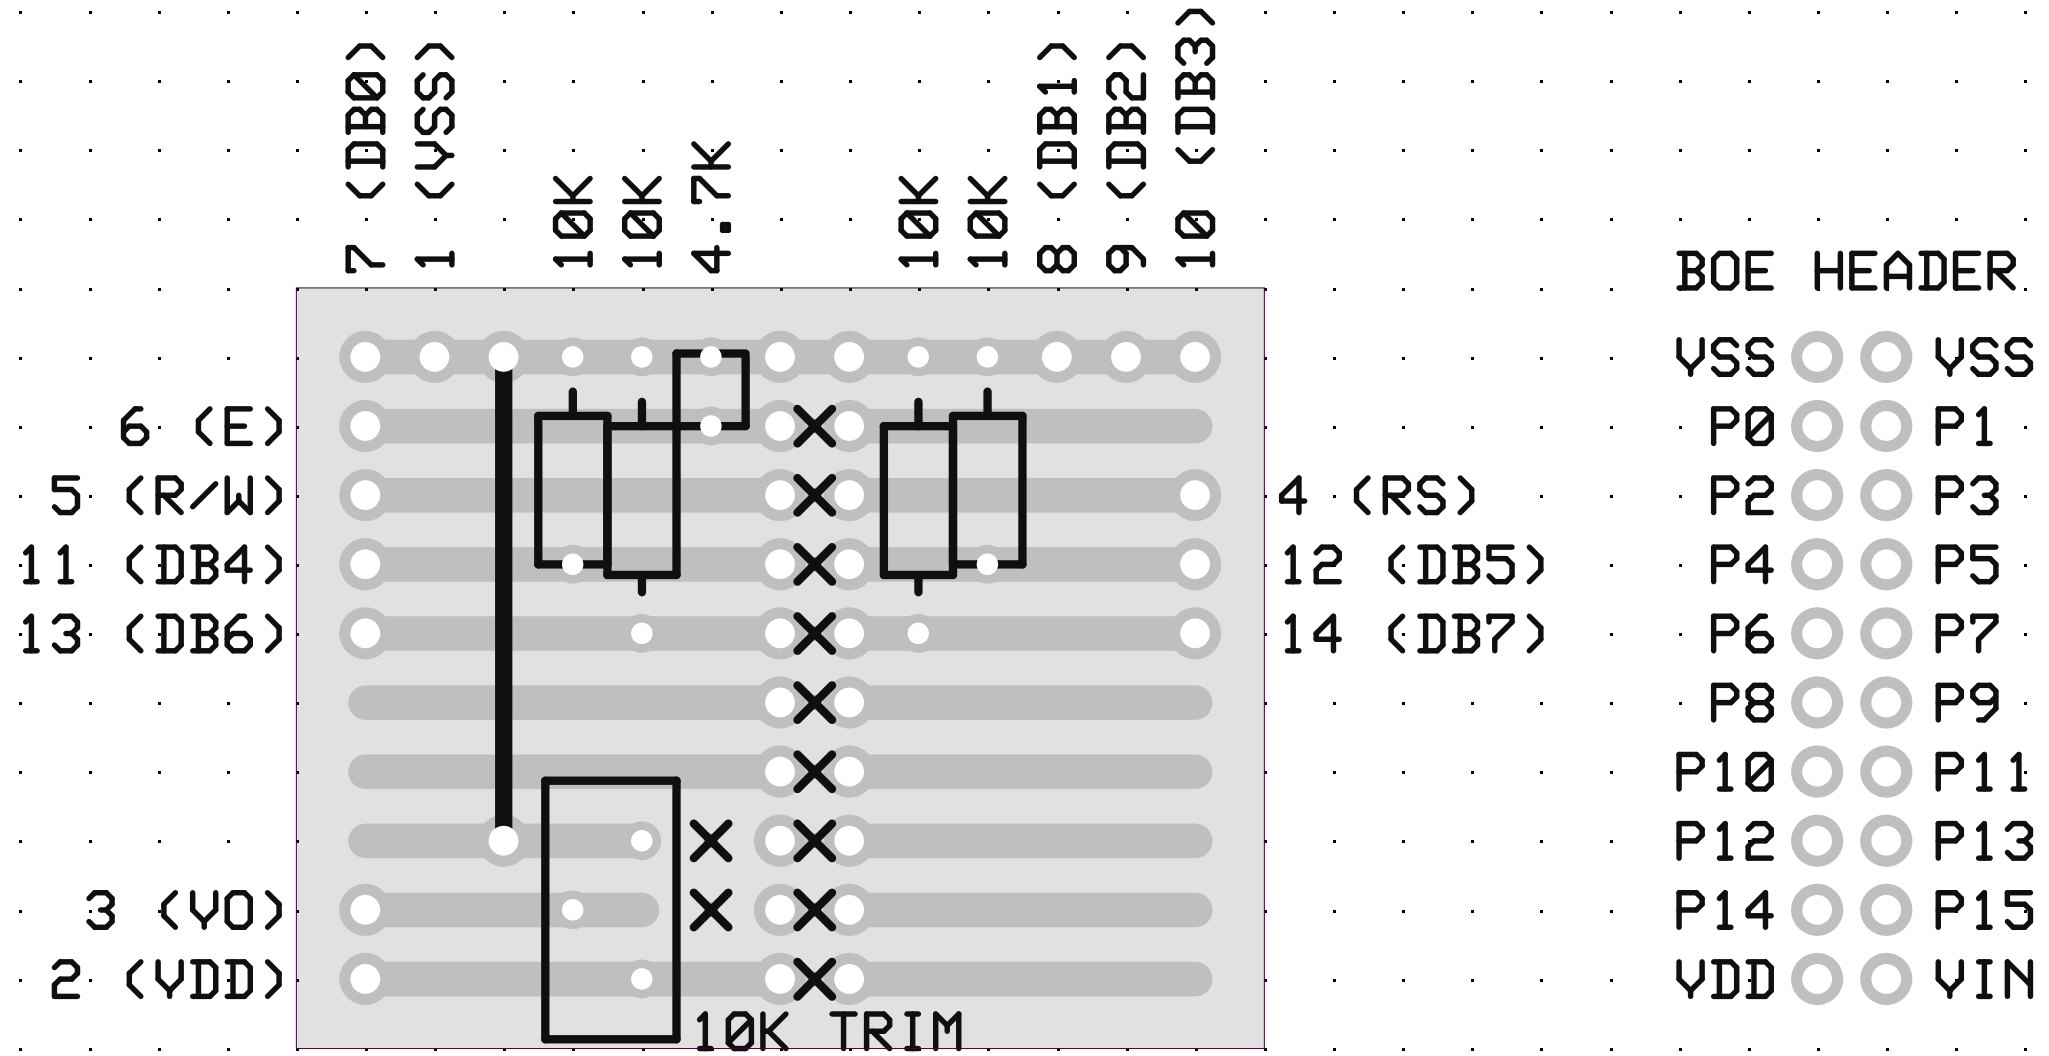 7 (DB0)
1 (VSS)
10K
10K
4.7K
10K
10K
8 (DB1)
9 (DB2)
10 (DB3)
6 (E)
5 (R/W)
11 (DB4)
13 (DB6)
3 (VO)
2 (VDD)
4 (RS)
12 (DB5)
14 (DB7)
10K TRIM
BOE HEADER
VSS VSS
P0 P1
P2 P3
P4 P5
P6 P7
P8 P9
P10 P11
P12 P13
P14 P15
VDD VIN